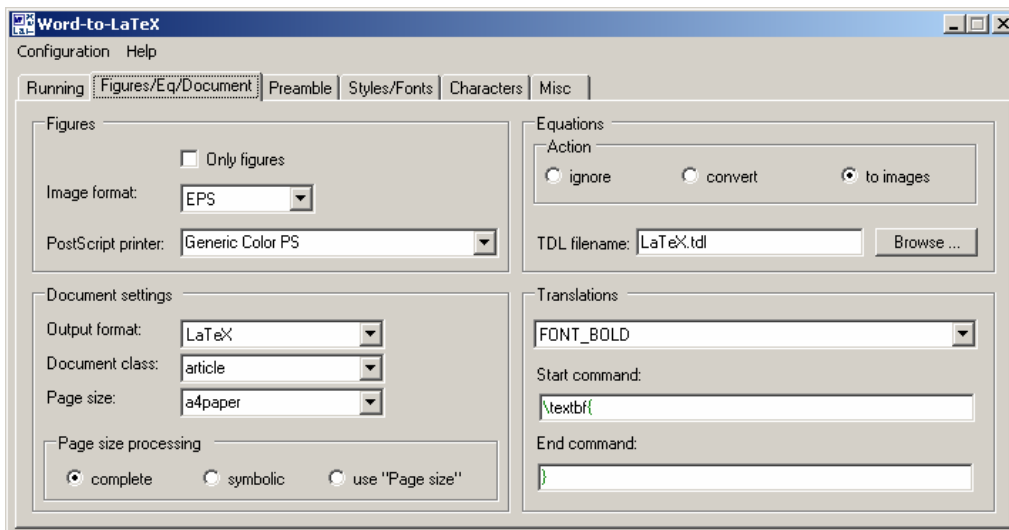 Word-to-LaTeX
Configuration Help
Running Figures/Eq/Document Preamble Styles/Fonts Characters Misc
Figures
Only figures
Image format: EPS
PostScript printer: Generic Color PS
Equations
Action
ignore convert to images
TDL filename: LaTeX.tdl Browse ...
Document settings
Output format: LaTeX
Document class: article
Page size: a4paper
Page size processing
complete symbolic use "Page size"
Translations
FONT_BOLD
Start command:
\textbf{
End command:
}